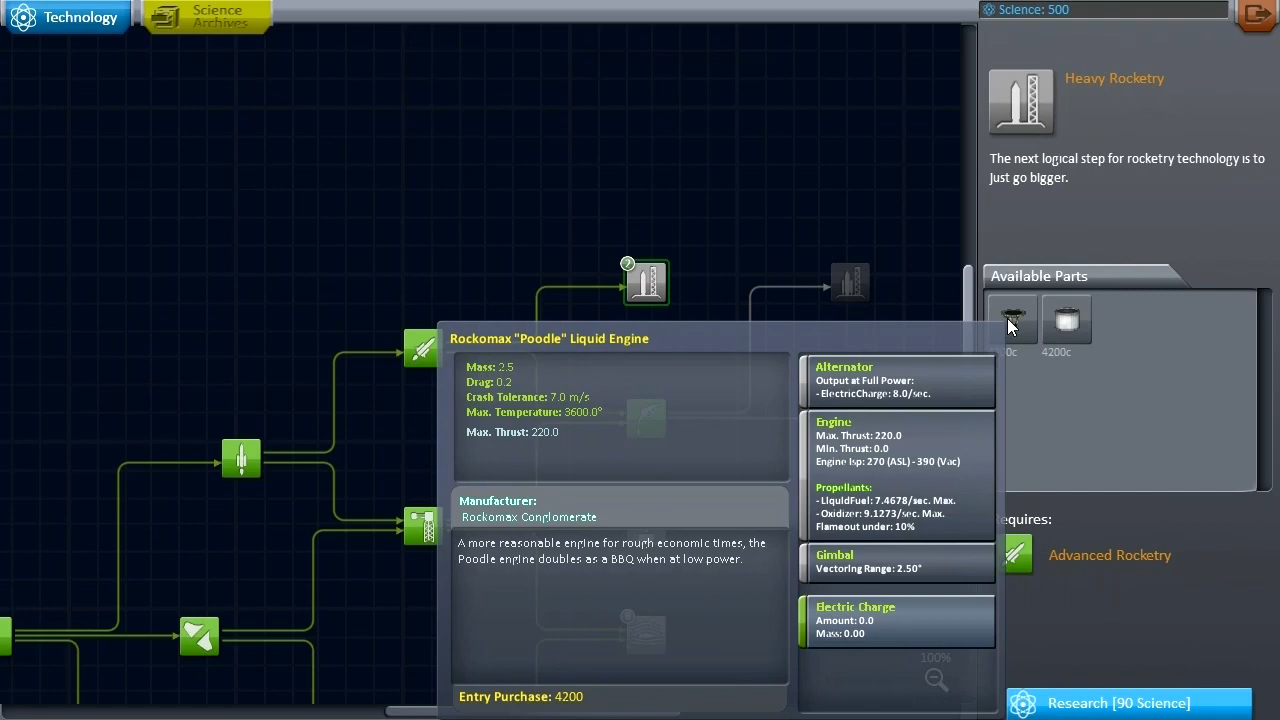 Technology
Science Archives
Science: 500
Heavy Rocketry
The next logical step for rocketry technology is to
just go bigger.
2
Available Parts
4200c
Rockomax "Poodle" Liquid Engine
Mass: 2.5
Drag: 0.2
Crash Tolerance: 7.0 m/s
Max. Temperature: 3600.0°
Max. Thrust: 220.0
Manufacturer:
Rockomax Conglomerate
A more reasonable engine for rough economic times, the
Poodle engine doubles as a BBQ when at low power.
Entry Purchase: 4200
Alternator
Output at Full Power:
- ElectricCharge: 8.0/sec.
Engine
Max. Thrust: 220.0
Min. Thrust: 0.0
Engine Isp: 270 (ASL) - 390 (Vac)
Propellants:
- LiquidFuel: 7.4678/sec. Max.
- Oxidizer: 9.1273/sec. Max.
Flameout under: 10%
Gimbal
Vectoring Range: 2.50°
Electric Charge
Amount: 0.0
Mass: 0.00
100%
equires:
Advanced Rocketry
Research [90 Science]